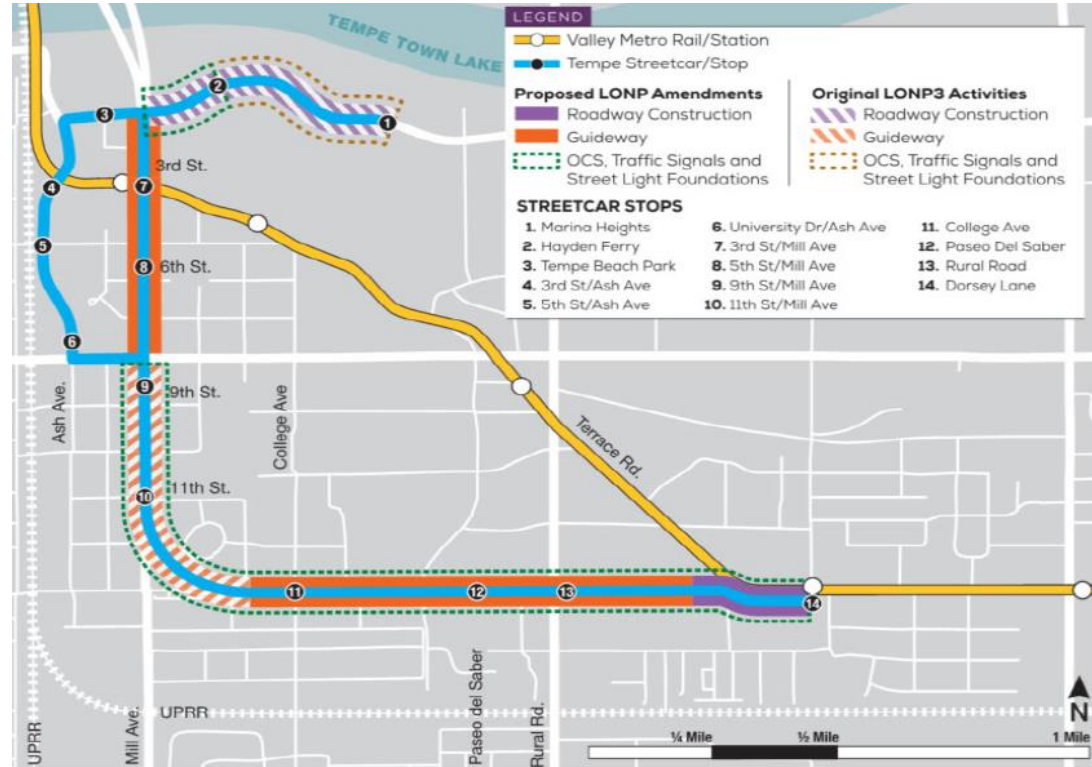 TEMPE TOWN LAKE
LEGEND
Valley Metro Rail/Station
Tempe Streetcar/Stop
Proposed LONP Amendments
Roadway Construction
Guideway
OCS, Traffic Signals and
Street Light Foundations
Original LONP3 Activities
Roadway Construction
Guideway
OCS, Traffic Signals and
Street Light Foundations
STREETCAR STOPS
1. Marina Heights
2. Hayden Ferry
3. Tempe Beach Park
4. 3rd St/Ash Ave
5. 5th St/Ash Ave
6. University Dr/Ash Ave
7. 3rd St/Mill Ave
8. 5th St/Mill Ave
9. 9th St/Mill Ave
10. 11th St/Mill Ave
11. College Ave
12. Paseo Del Saber
13. Rural Road
14. Dorsey Lane
2
3
1
3rd St.
4
7
5
8
6th St.
6
9
9th St.
Ash Ave.
College Ave
Terrace Rd.
10
11th St.
11
12
13
14
UPRR
Mill Ave.
UPRR
Paseo del Saber
Rural Rd.
N
¼ Mile
½ Mile
1 Mile